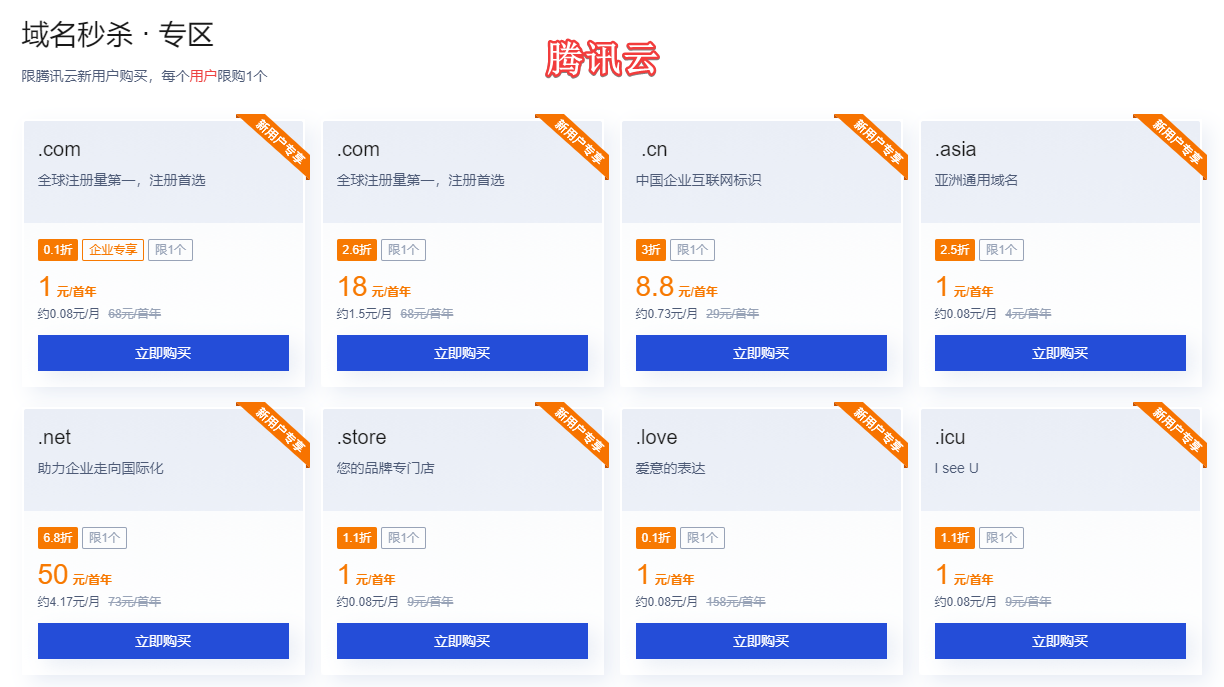 域名秒杀 · 专区
腾讯云
限腾讯云新用户购买，每个用户限购1个
新用户专享
.com
全球注册量第一，注册首选
0.1折 企业专享 限1个
1 元/首年
约0.08元/月 68元/首年
立即购买
新用户专享
.com
全球注册量第一，注册首选
2.6折 限1个
18 元/首年
约1.5元/月 68元/首年
立即购买
新用户专享
.cn
中国企业互联网标识
3折 限1个
8.8 元/首年
约0.73元/月 29元/首年
立即购买
新用户专享
.asia
亚洲通用域名
2.5折 限1个
1 元/首年
约0.08元/月 4元/首年
立即购买
新用户专享
.net
助力企业走向国际化
6.8折 限1个
50 元/首年
约4.17元/月 73元/首年
立即购买
新用户专享
.store
您的品牌专门店
1.1折 限1个
1 元/首年
约0.08元/月 9元/首年
立即购买
新用户专享
.love
爱意的表达
0.1折 限1个
1 元/首年
约0.08元/月 158元/首年
立即购买
新用户专享
.icu
I see U
1.1折 限1个
1 元/首年
约0.08元/月 9元/首年
立即购买